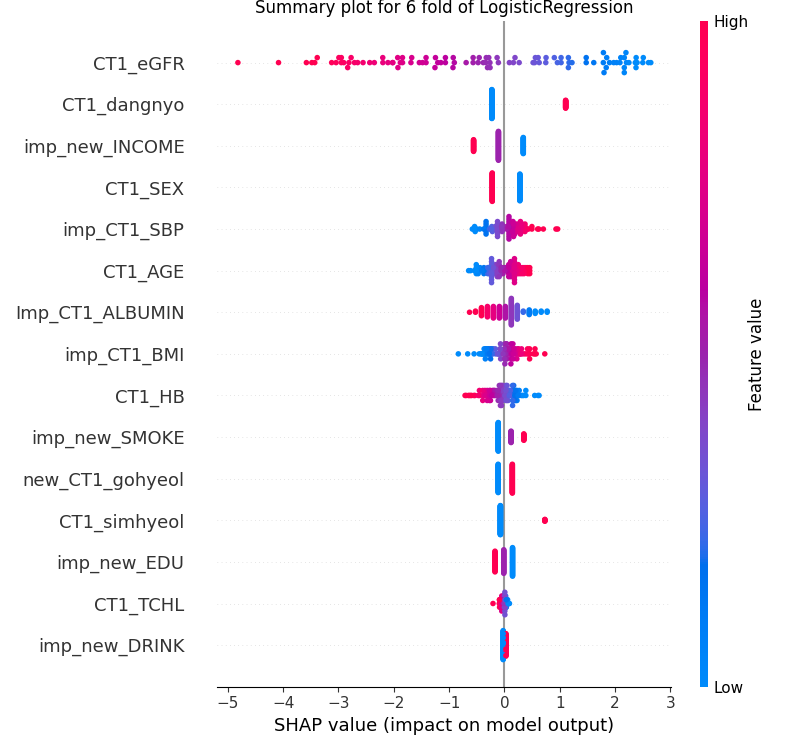 Summary plot for 6 fold of LogisticRegression
High
CT1_eGFR
CT1_dangnyo
imp_new_INCOME
CT1_SEX
imp_CT1_SBP
CT1_AGE
Imp_CT1_ALBUMIN
imp_CT1_BMI
CT1_HB
imp_new_SMOKE
new_CT1_gohyeol
CT1_simhyeol
imp_new_EDU
CT1_TCHL
imp_new_DRINK
Feature value
Low
−5 −4 −3 −2 −1 0 1 2 3
SHAP value (impact on model output)